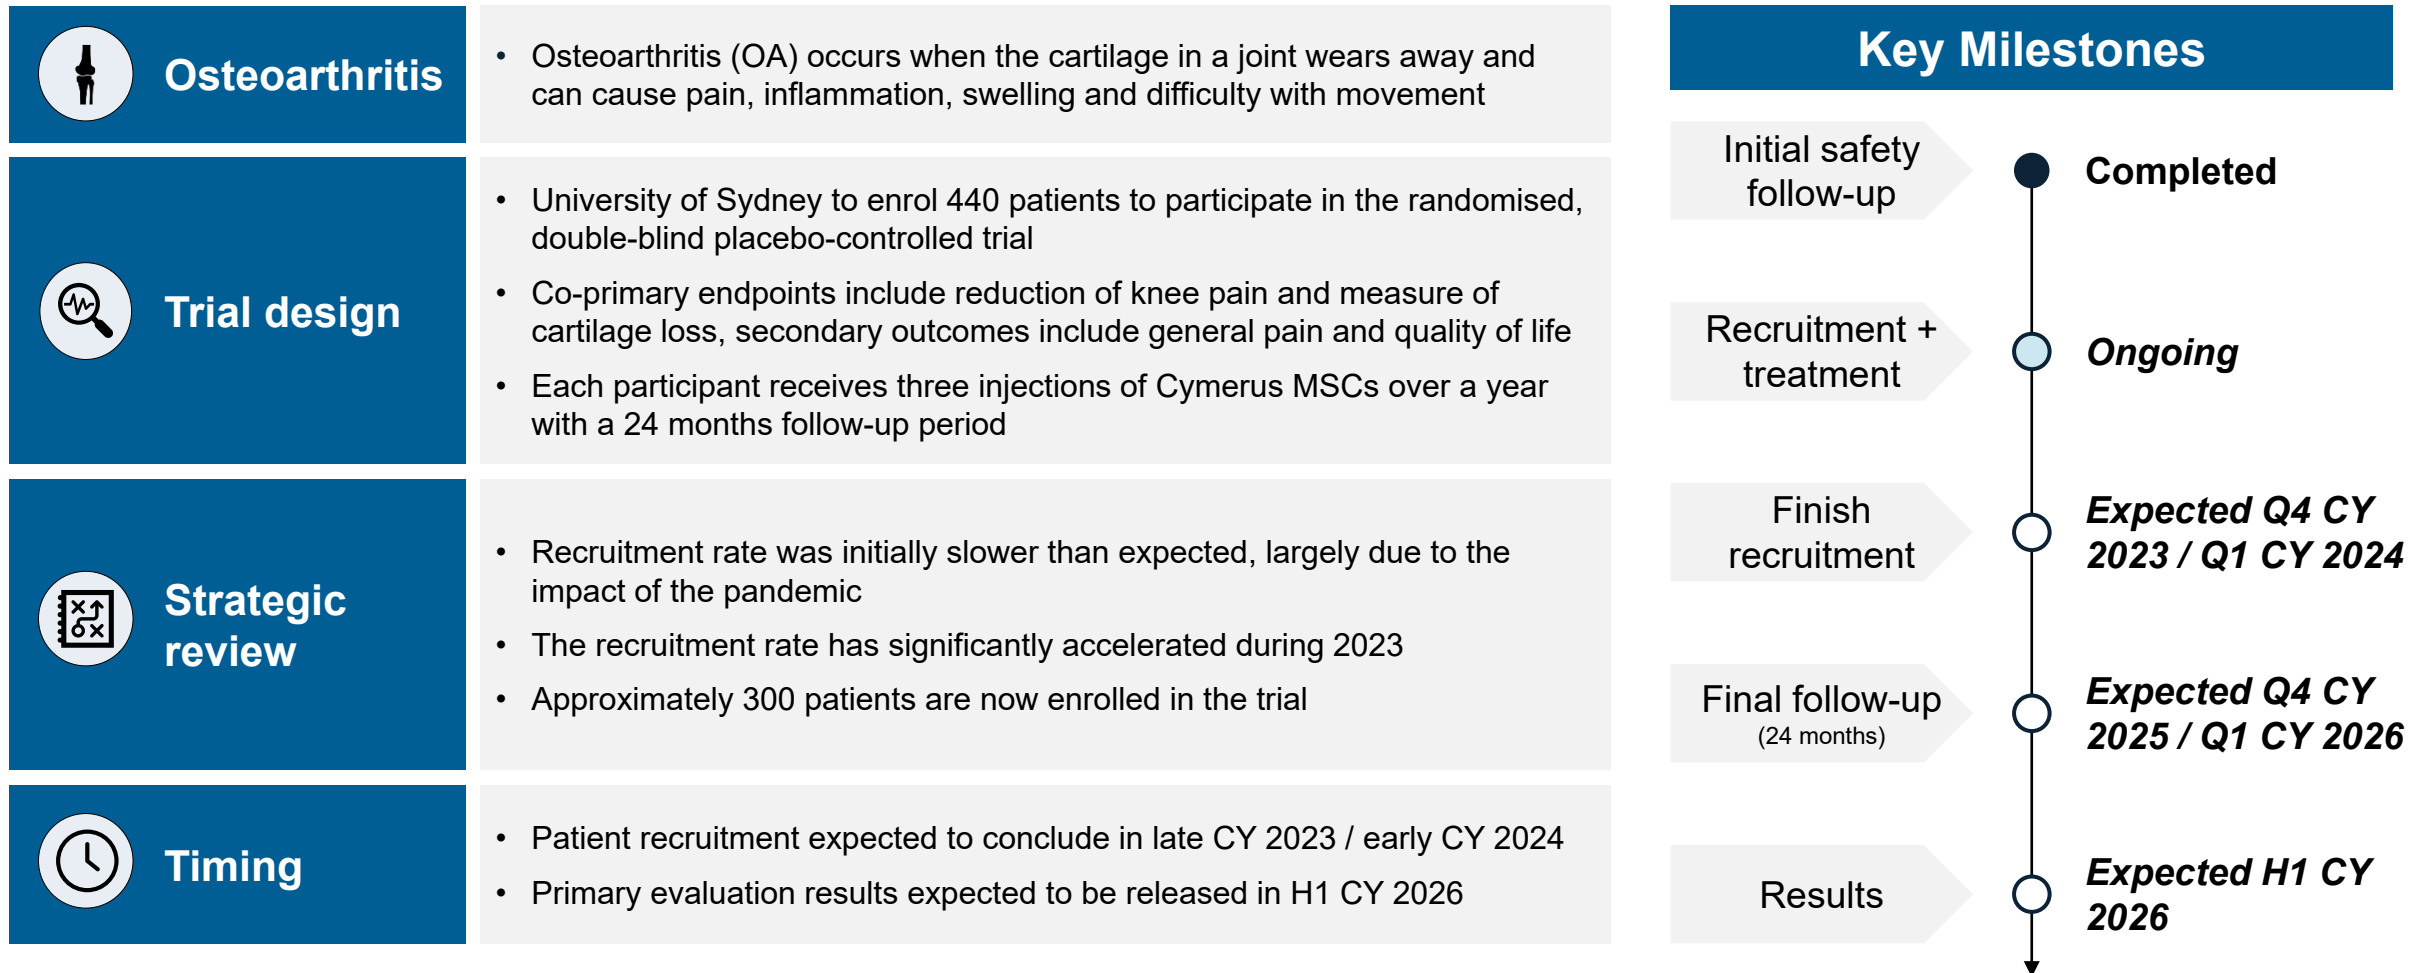 Osteoarthritis
• Osteoarthritis (OA) occurs when the cartilage in a joint wears away and
can cause pain, inflammation, swelling and difficulty with movement
Trial design
• University of Sydney to enrol 440 patients to participate in the randomised,
double-blind placebo-controlled trial
• Co-primary endpoints include reduction of knee pain and measure of
cartilage loss, secondary outcomes include general pain and quality of life
• Each participant receives three injections of Cymerus MSCs over a year
with a 24 months follow-up period
Strategic
review
• Recruitment rate was initially slower than expected, largely due to the
impact of the pandemic
• The recruitment rate has significantly accelerated during 2023
• Approximately 300 patients are now enrolled in the trial
Timing
• Patient recruitment expected to conclude in late CY 2023 / early CY 2024
• Primary evaluation results expected to be released in H1 CY 2026
Key Milestones
Initial safety
follow-up
Completed
Recruitment +
treatment
Ongoing
Finish
recruitment
Expected Q4 CY
2023 / Q1 CY 2024
Final follow-up
(24 months)
Expected Q4 CY
2025 / Q1 CY 2026
Results
Expected H1 CY
2026